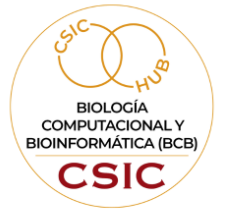 CSIC
HUB
BIOLOGÍA
COMPUTACIONAL Y
BIOINFORMÁTICA (BCB)
CSIC